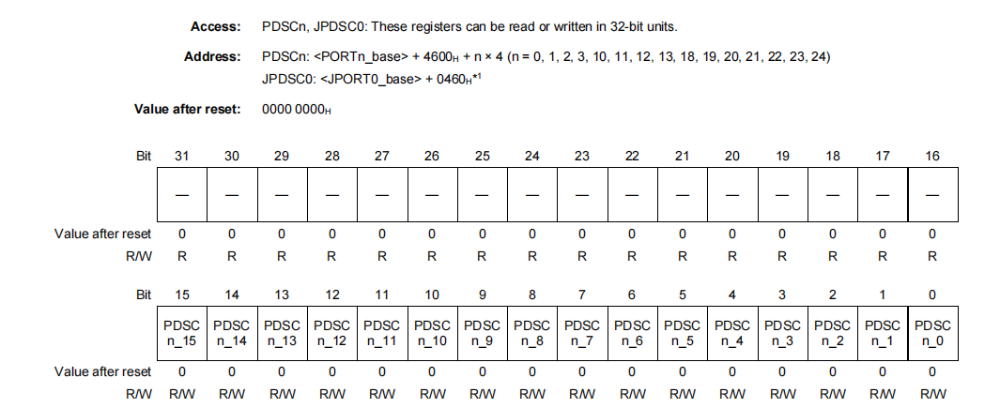 Access: PDSCn, JPDSC0: These registers can be read or written in 32-bit units.
Address: PDSCn: <PORTn_base> + 4600H + n × 4 (n = 0, 1, 2, 3, 10, 11, 12, 13, 18, 19, 20, 21, 22, 23, 24)
JPDSC0: <JPORT0_base> + 0460H*1
Value after reset: 0000 0000H
Bit 31 30 29 28 27 26 25 24 23 22 21 20 19 18 17 16
— — — — — — — — — — — — — — — —
Value after reset 0 0 0 0 0 0 0 0 0 0 0 0 0 0 0 0
R/W R R R R R R R R R R R R R R R R
Bit 15 14 13 12 11 10 9 8 7 6 5 4 3 2 1 0
PDSC PDSC PDSC PDSC PDSC PDSC PDSC PDSC PDSC PDSC PDSC PDSC PDSC PDSC PDSC PDSC
n_15 n_14 n_13 n_12 n_11 n_10 n_9 n_8 n_7 n_6 n_5 n_4 n_3 n_2 n_1 n_0
Value after reset 0 0 0 0 0 0 0 0 0 0 0 0 0 0 0 0
R/W R/W R/W R/W R/W R/W R/W R/W R/W R/W R/W R/W R/W R/W R/W R/W R/W